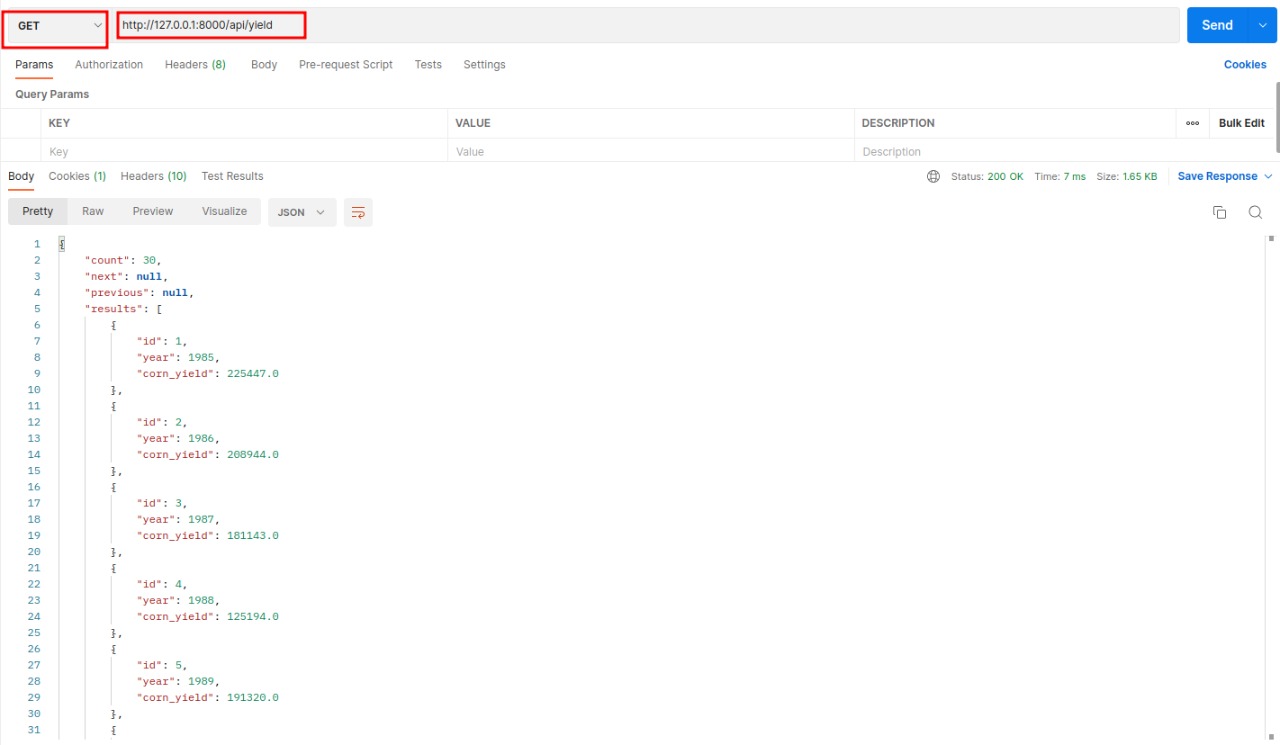 GET http://127.0.0.1:8000/api/yield Send
Params Authorization Headers (8) Body Pre-request Script Tests Settings Cookies
Query Params
KEY VALUE DESCRIPTION ooo Bulk Edit
Key Value Description
Body Cookies (1) Headers (10) Test Results Status: 200 OK Time: 7 ms Size: 1.65 KB Save Response
Pretty Raw Preview Visualize JSON
1 {
2 "count": 30,
3 "next": null,
4 "previous": null,
5 "results": [
6 {
7 "id": 1,
8 "year": 1985,
9 "corn_yield": 225447.0
10 },
11 {
12 "id": 2,
13 "year": 1986,
14 "corn_yield": 208944.0
15 },
16 {
17 "id": 3,
18 "year": 1987,
19 "corn_yield": 181143.0
20 },
21 {
22 "id": 4,
23 "year": 1988,
24 "corn_yield": 125194.0
25 },
26 {
27 "id": 5,
28 "year": 1989,
29 "corn_yield": 191320.0
30 },
31 {